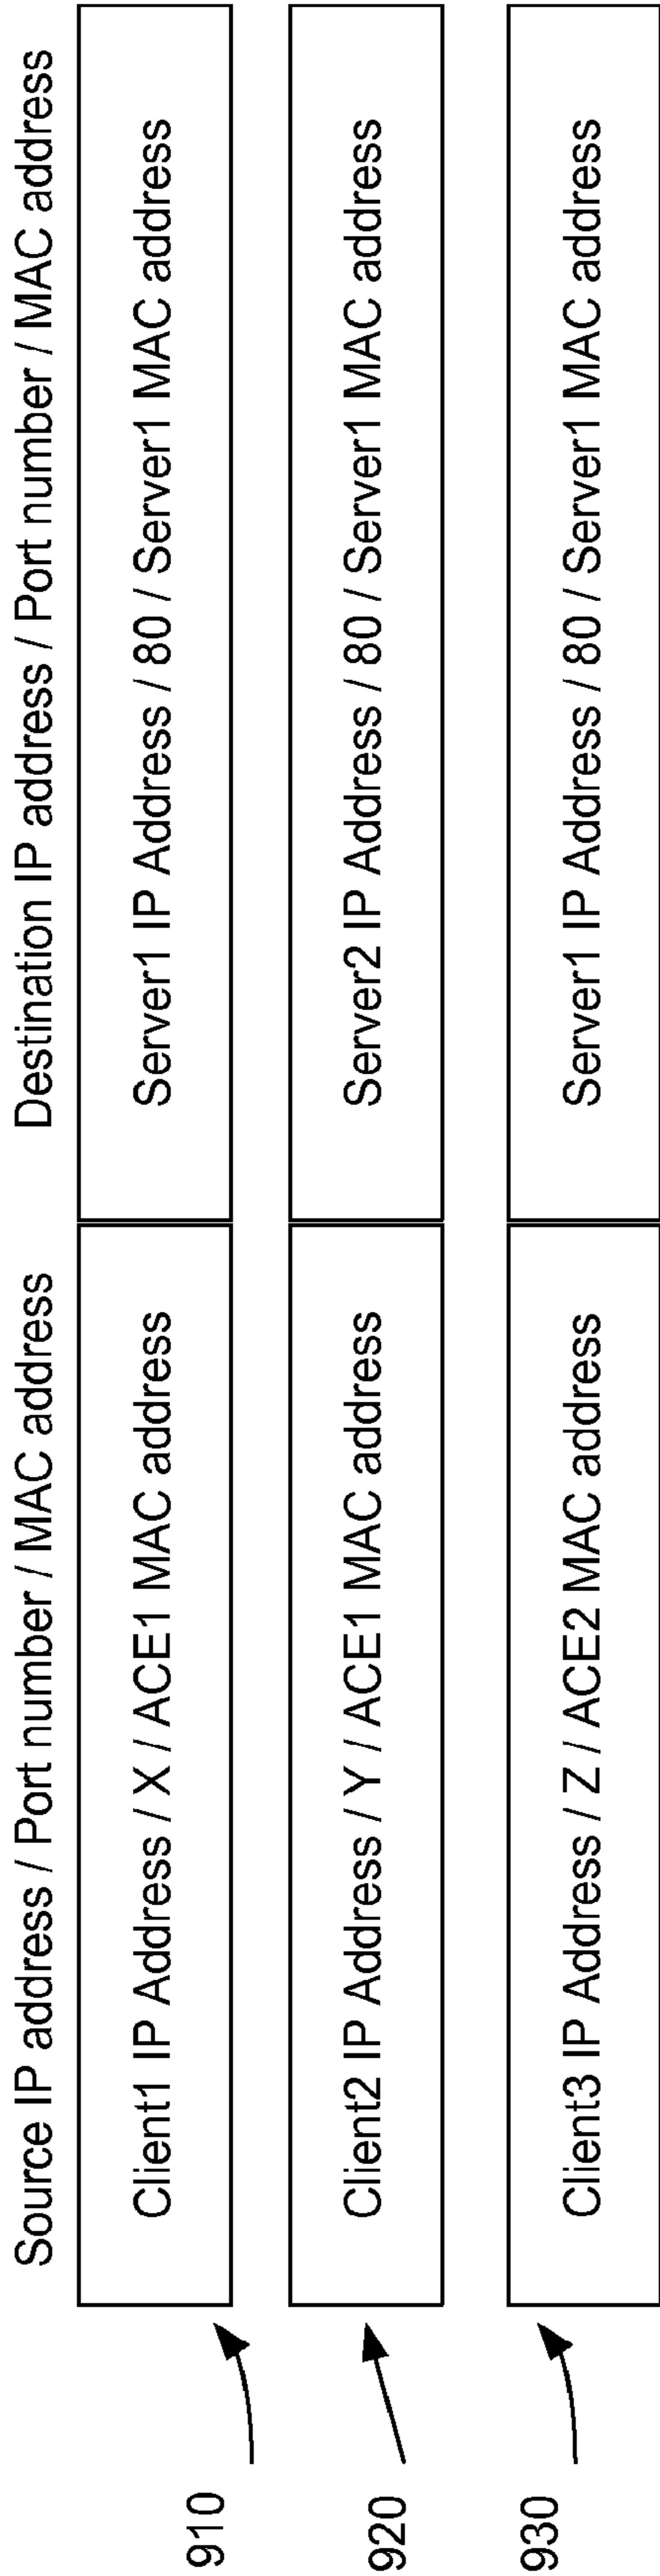 Source IP address / Port number / MAC address
Destination IP address / Port number / MAC address
910
Client1 IP Address / X / ACE1 MAC address
Server1 IP Address / 80 / Server1 MAC address
920
Client2 IP Address / Y / ACE1 MAC address
Server2 IP Address / 80 / Server1 MAC address
930
Client3 IP Address / Z / ACE2 MAC address
Server1 IP Address / 80 / Server1 MAC address